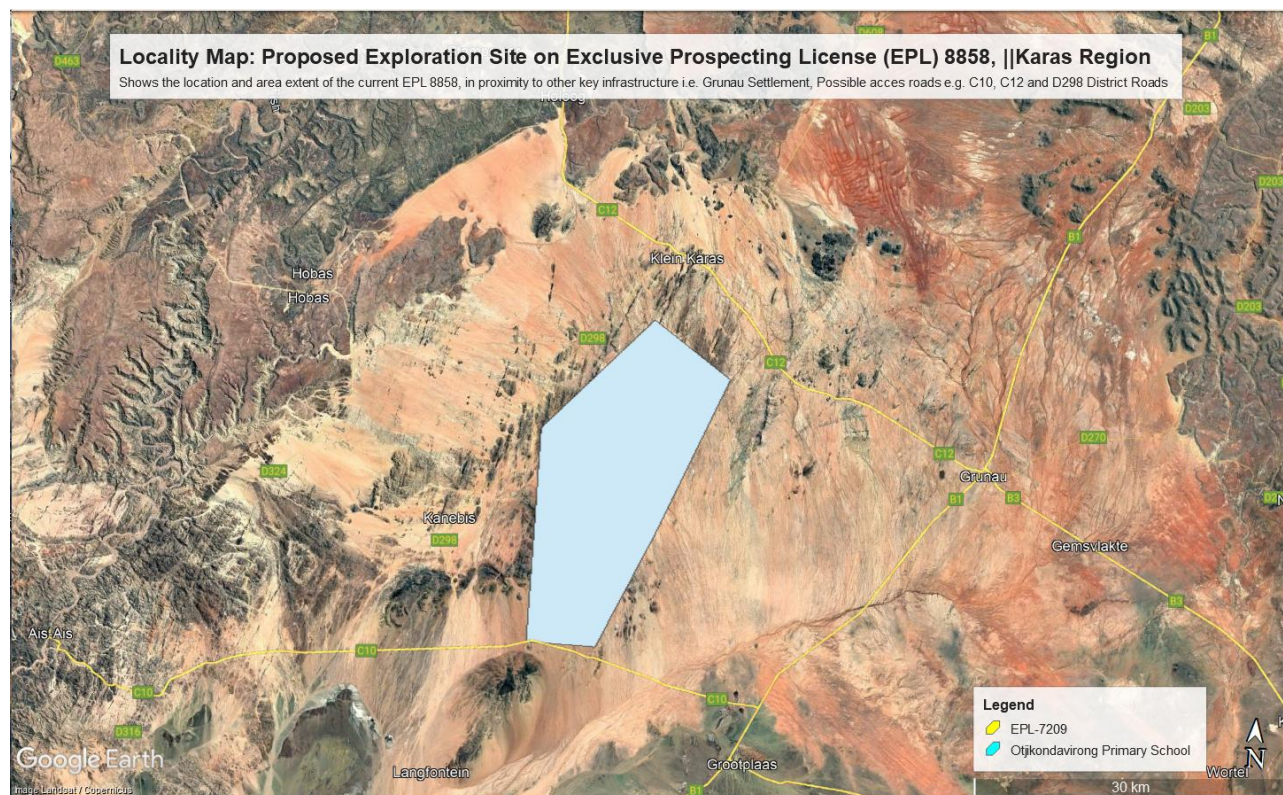 Locality Map: Proposed Exploration Site on Exclusive Prospecting License (EPL) 8858, ||Karas Region
Shows the location and area extent of the current EPL 8858, in proximity to other key infrastructure i.e. Grunau Settlement, Possible acces roads e.g. C10, C12 and D298 District Roads
B1
D463
D203
D203
C12
B1
Klein Karas
Hobas
Hobas
D203
D298
C12
D270
C12
D324
Grunau
B1
B3
Kanebis
D298
Gemsvlakte
B3
Ais Ais
C10
C10
C10
D316
Legend
EPL-7209
Otjikondavirong Primary School
N
Google Earth
Langfontein
Grootplaas
Wortel
Image Landsat / Copernicus
B1
30 km